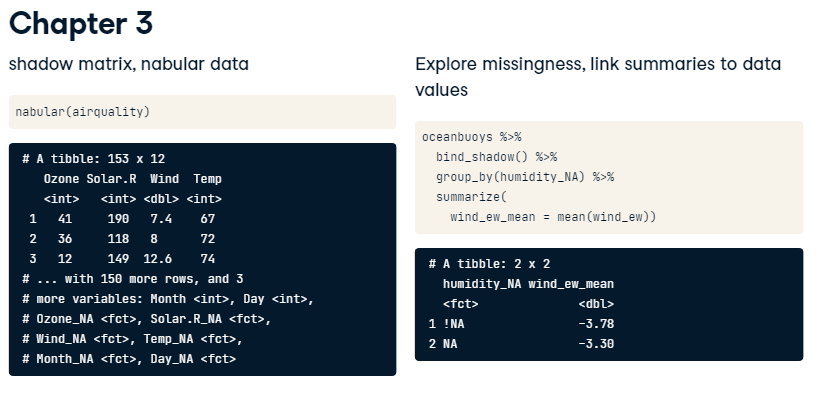 Chapter 3
shadow matrix, nabular data
nabular(airquality)
# A tibble: 153 x 12
Ozone Solar.R Wind Temp
<int> <int> <dbl> <int>
1 41 190 7.4 67
2 36 118 8 72
3 12 149 12.6 74
# ... with 150 more rows, and 3
# more variables: Month <int>, Day <int>,
# Ozone_NA <fct>, Solar.R_NA <fct>,
# Wind_NA <fct>, Temp_NA <fct>,
# Month_NA <fct>, Day_NA <fct>
Explore missingness, link summaries to data
values
oceanbuoys %>%
bind_shadow() %>%
group_by(humidity_NA) %>%
summarize(
wind_ew_mean = mean(wind_ew))
# A tibble: 2 x 2
humidity_NA wind_ew_mean
<fct> <dbl>
1 !NA -3.78
2 NA -3.30